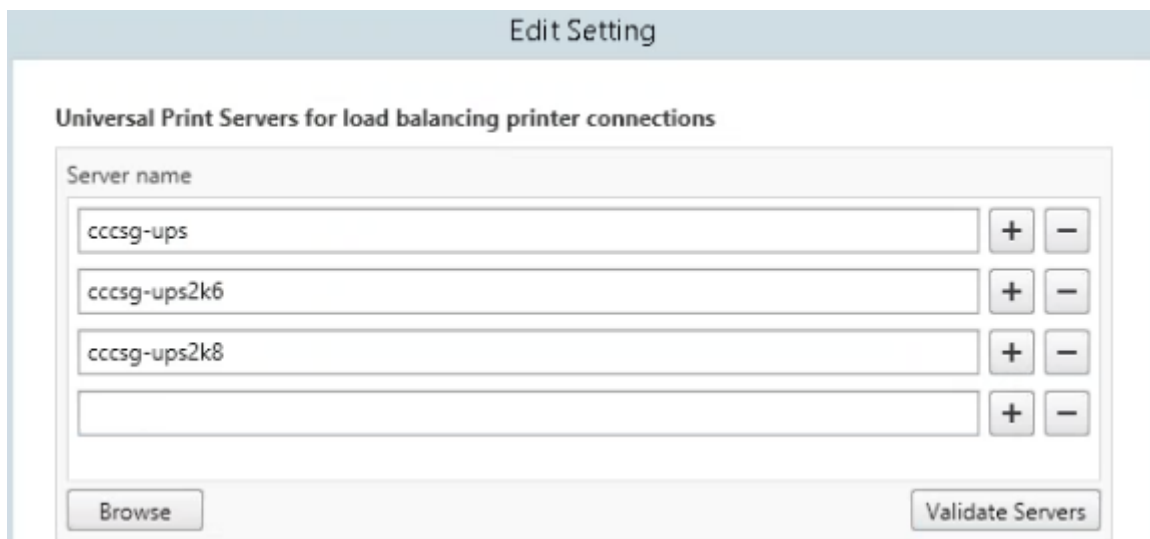 Edit Setting
Universal Print Servers for load balancing printer connections
Server name
cccsg-ups
cccsg-ups2k6
cccsg-ups2k8
Browse
Validate Servers